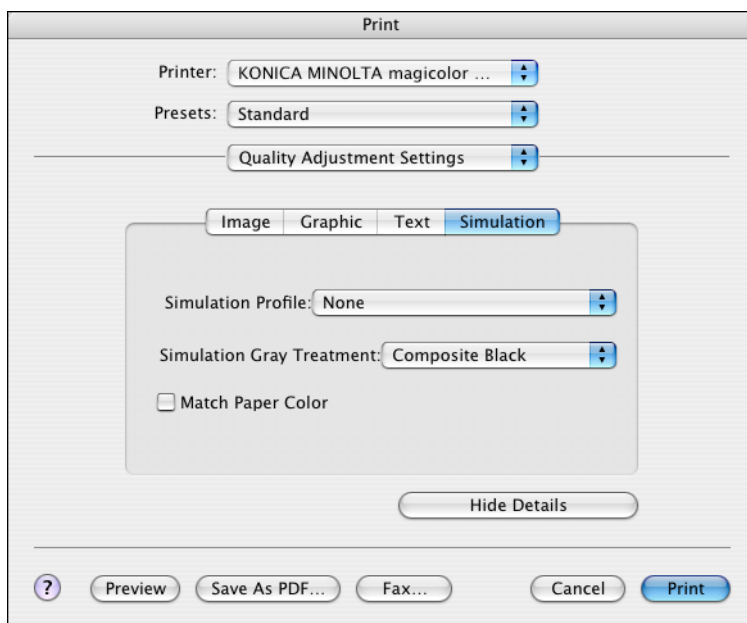 Print
Printer: KONICA MINOLTA magicolor ...
Presets: Standard
Quality Adjustment Settings
Image Graphic Text Simulation
Simulation Profile: None
Simulation Gray Treatment: Composite Black
Match Paper Color
Hide Details
? Preview Save As PDF... Fax... Cancel Print